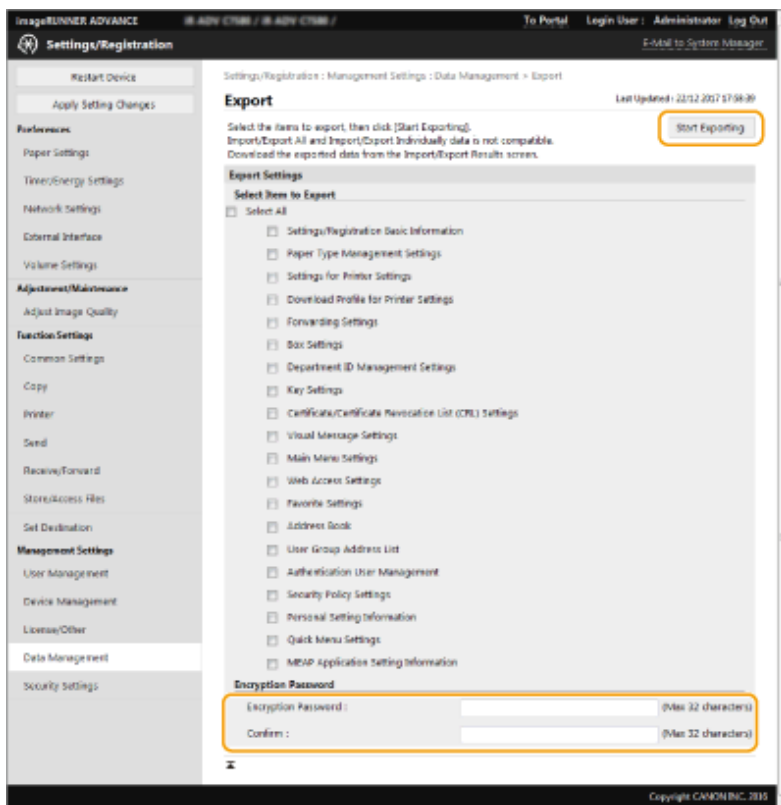 imageRUNNER ADVANCE
To Portal Login User : Administrator Log Out
Settings/Registration
E-Mail to System Manager
Restart Device
Apply Setting Changes
Preferences
Paper Settings
Timer/Energy Settings
Network Settings
External Interface
Volume Settings
Adjustment/Maintenance
Adjust Image Quality
Function Settings
Common Settings
Copy
Printer
Send
Receive/Forward
Store/Access Files
Set Destination
Management Settings
User Management
Device Management
License/Other
Data Management
Security Settings
Settings/Registration : Management Settings : Data Management > Export
Export
Last Updated : 22/12 2017 17:59:39
Select the items to export, then click [Start Exporting].
Import/Export All and Import/Export Individually data is not compatible.
Download the exported data from the Import/Export Results screen.
Start Exporting
Export Settings
Select Item to Export
Select All
Settings/Registration Basic Information
Paper Type Management Settings
Settings for Printer Settings
Download Profile for Printer Settings
Forwarding Settings
Box Settings
Department ID Management Settings
Key Settings
Certificate/Certificate Revocation List (CRL) Settings
Visual Message Settings
Main Menu Settings
Web Access Settings
Favorite Settings
Address Book
User Group Address List
Authentication User Management
Security Policy Settings
Personal Setting Information
Quick Menu Settings
MEAP Application Setting Information
Encryption Password
Encryption Password :
(Max 32 characters)
Confirm :
(Max 32 characters)
Copyright CANON INC. 2016